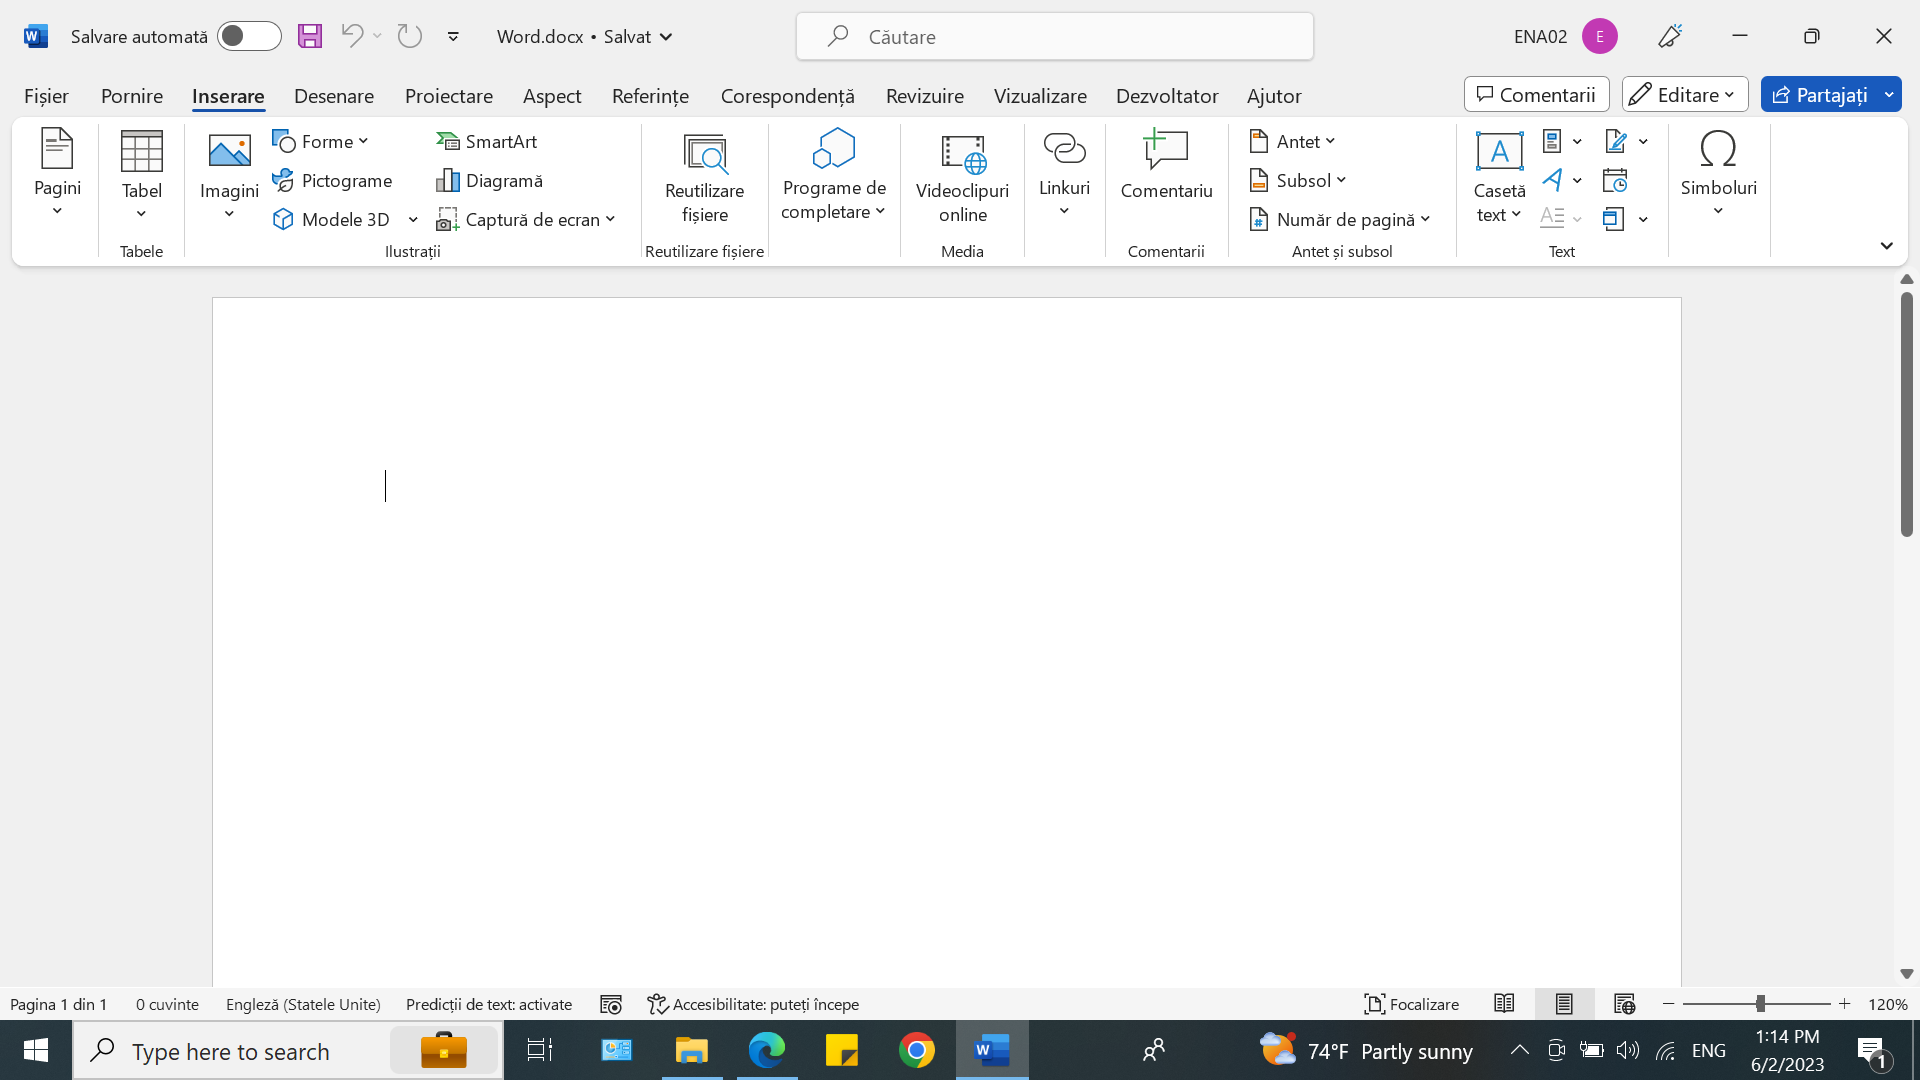 Salvare automată
Word.docx • Salvat
Căutare
ENA02
E
Fișier Pornire Inserare Desenare Proiectare Aspect Referințe Corespondență Revizuire Vizualizare Dezvoltator Ajutor
Comentarii
Editare
Partajați
Pagini
Tabel
Tabele
Imagini
Forme
Pictograme
Modele 3D
SmartArt
Diagramă
Captură de ecran
Ilustrații
Reutilizare
fișiere
Reutilizare fișiere
Programe de
completare
Videoclipuri
online
Media
Linkuri
Comentariu
Comentarii
Antet
Subsol
Număr de pagină
Antet și subsol
Casetă
text
Text
Simboluri
Pagina 1 din 1
0 cuvinte
Engleză (Statele Unite)
Predicții de text: activate
Accesibilitate: puteți începe
Focalizare
120%
Type here to search
74°F Partly sunny
ENG
1:14 PM
6/2/2023
1